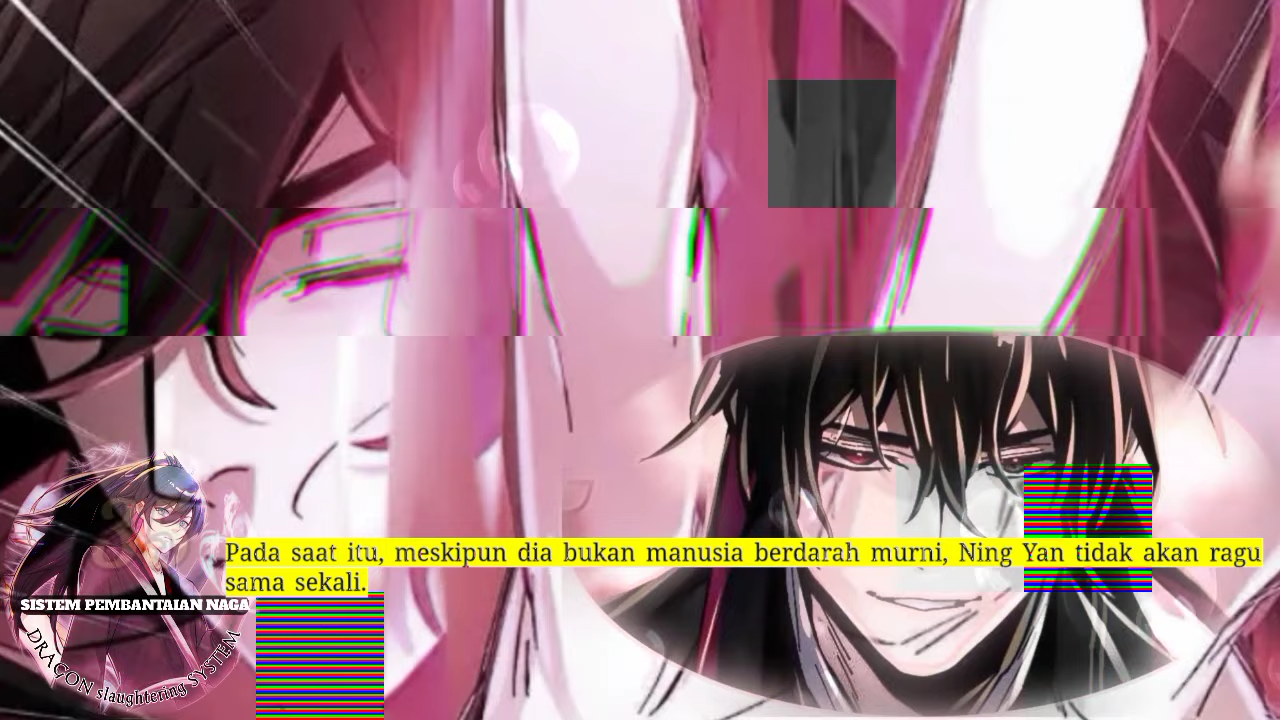 Pada saat itu, meskipun dia bukan manusia berdarah murni, Ning Yan tidak akan ragu
sama sekali.
SISTEM PEMBANTAIAN NAGA
DRAGON slaughtering SYSTEM